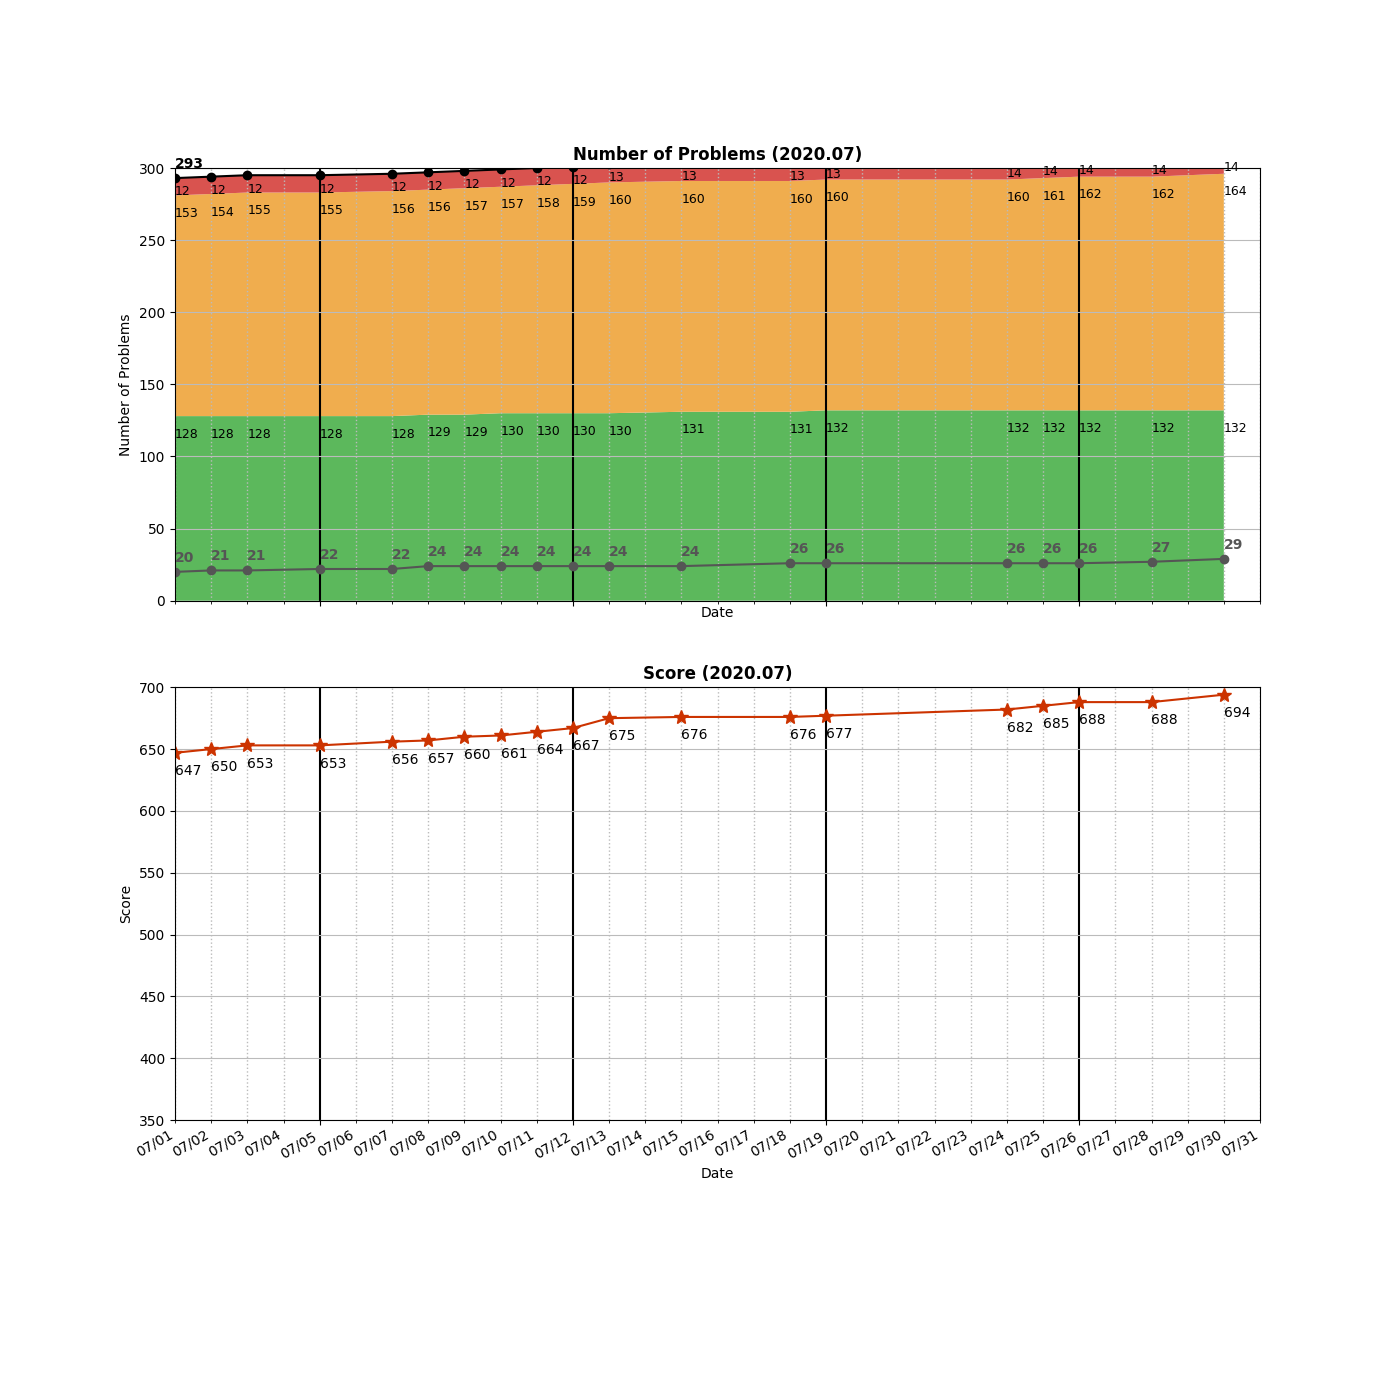 Number of Problems (2020.07)
293
300
12 12 12 12 12 12 12 12 12 12 13 13 13 13 14 14 14 14 14
153 154 155 155 156 156 157 157 158 159 160 160 160 160 160 161 162 162 164
250
200
150
128 128 128 128 128 129 129 130 130 130 130 131 131 132 132 132 132 132 132
100
50
20 21 21 22 22 24 24 24 24 24 24 24 26 26 26 26 26 27 29
0
Number of Problems
Date
Score (2020.07)
700
647 650 653 653 656 657 660 661 664 667 675 676 676 677 682 685 688 688 694
650
600
550
500
450
400
350
Score
07/01 07/02 07/03 07/04 07/05 07/06 07/07 07/08 07/09 07/10 07/11 07/12 07/13 07/14 07/15 07/16 07/17 07/18 07/19 07/20 07/21 07/22 07/23 07/24 07/25 07/26 07/27 07/28 07/29 07/30 07/31
Date